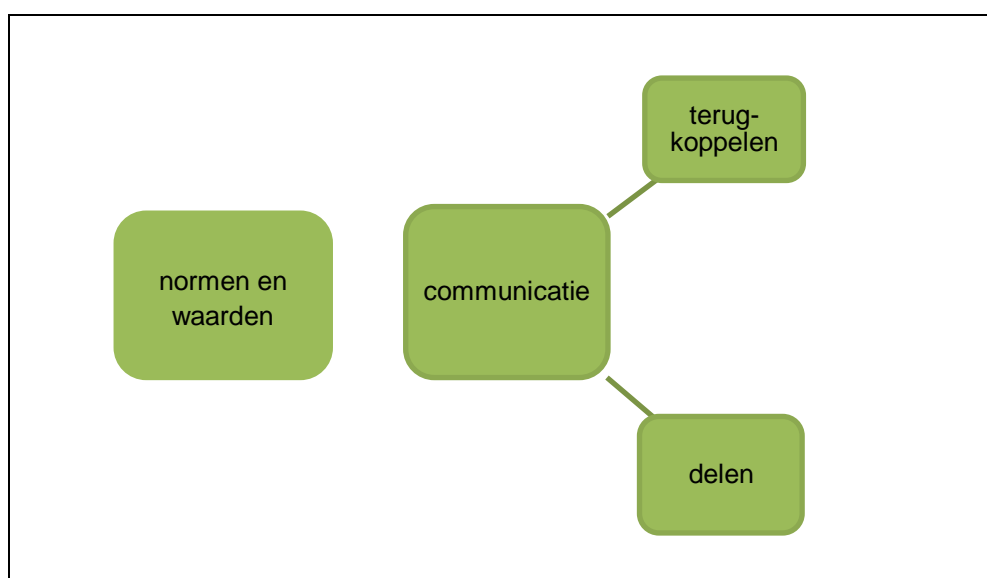 normen en
waarden
communicatie
terug-
koppelen
delen